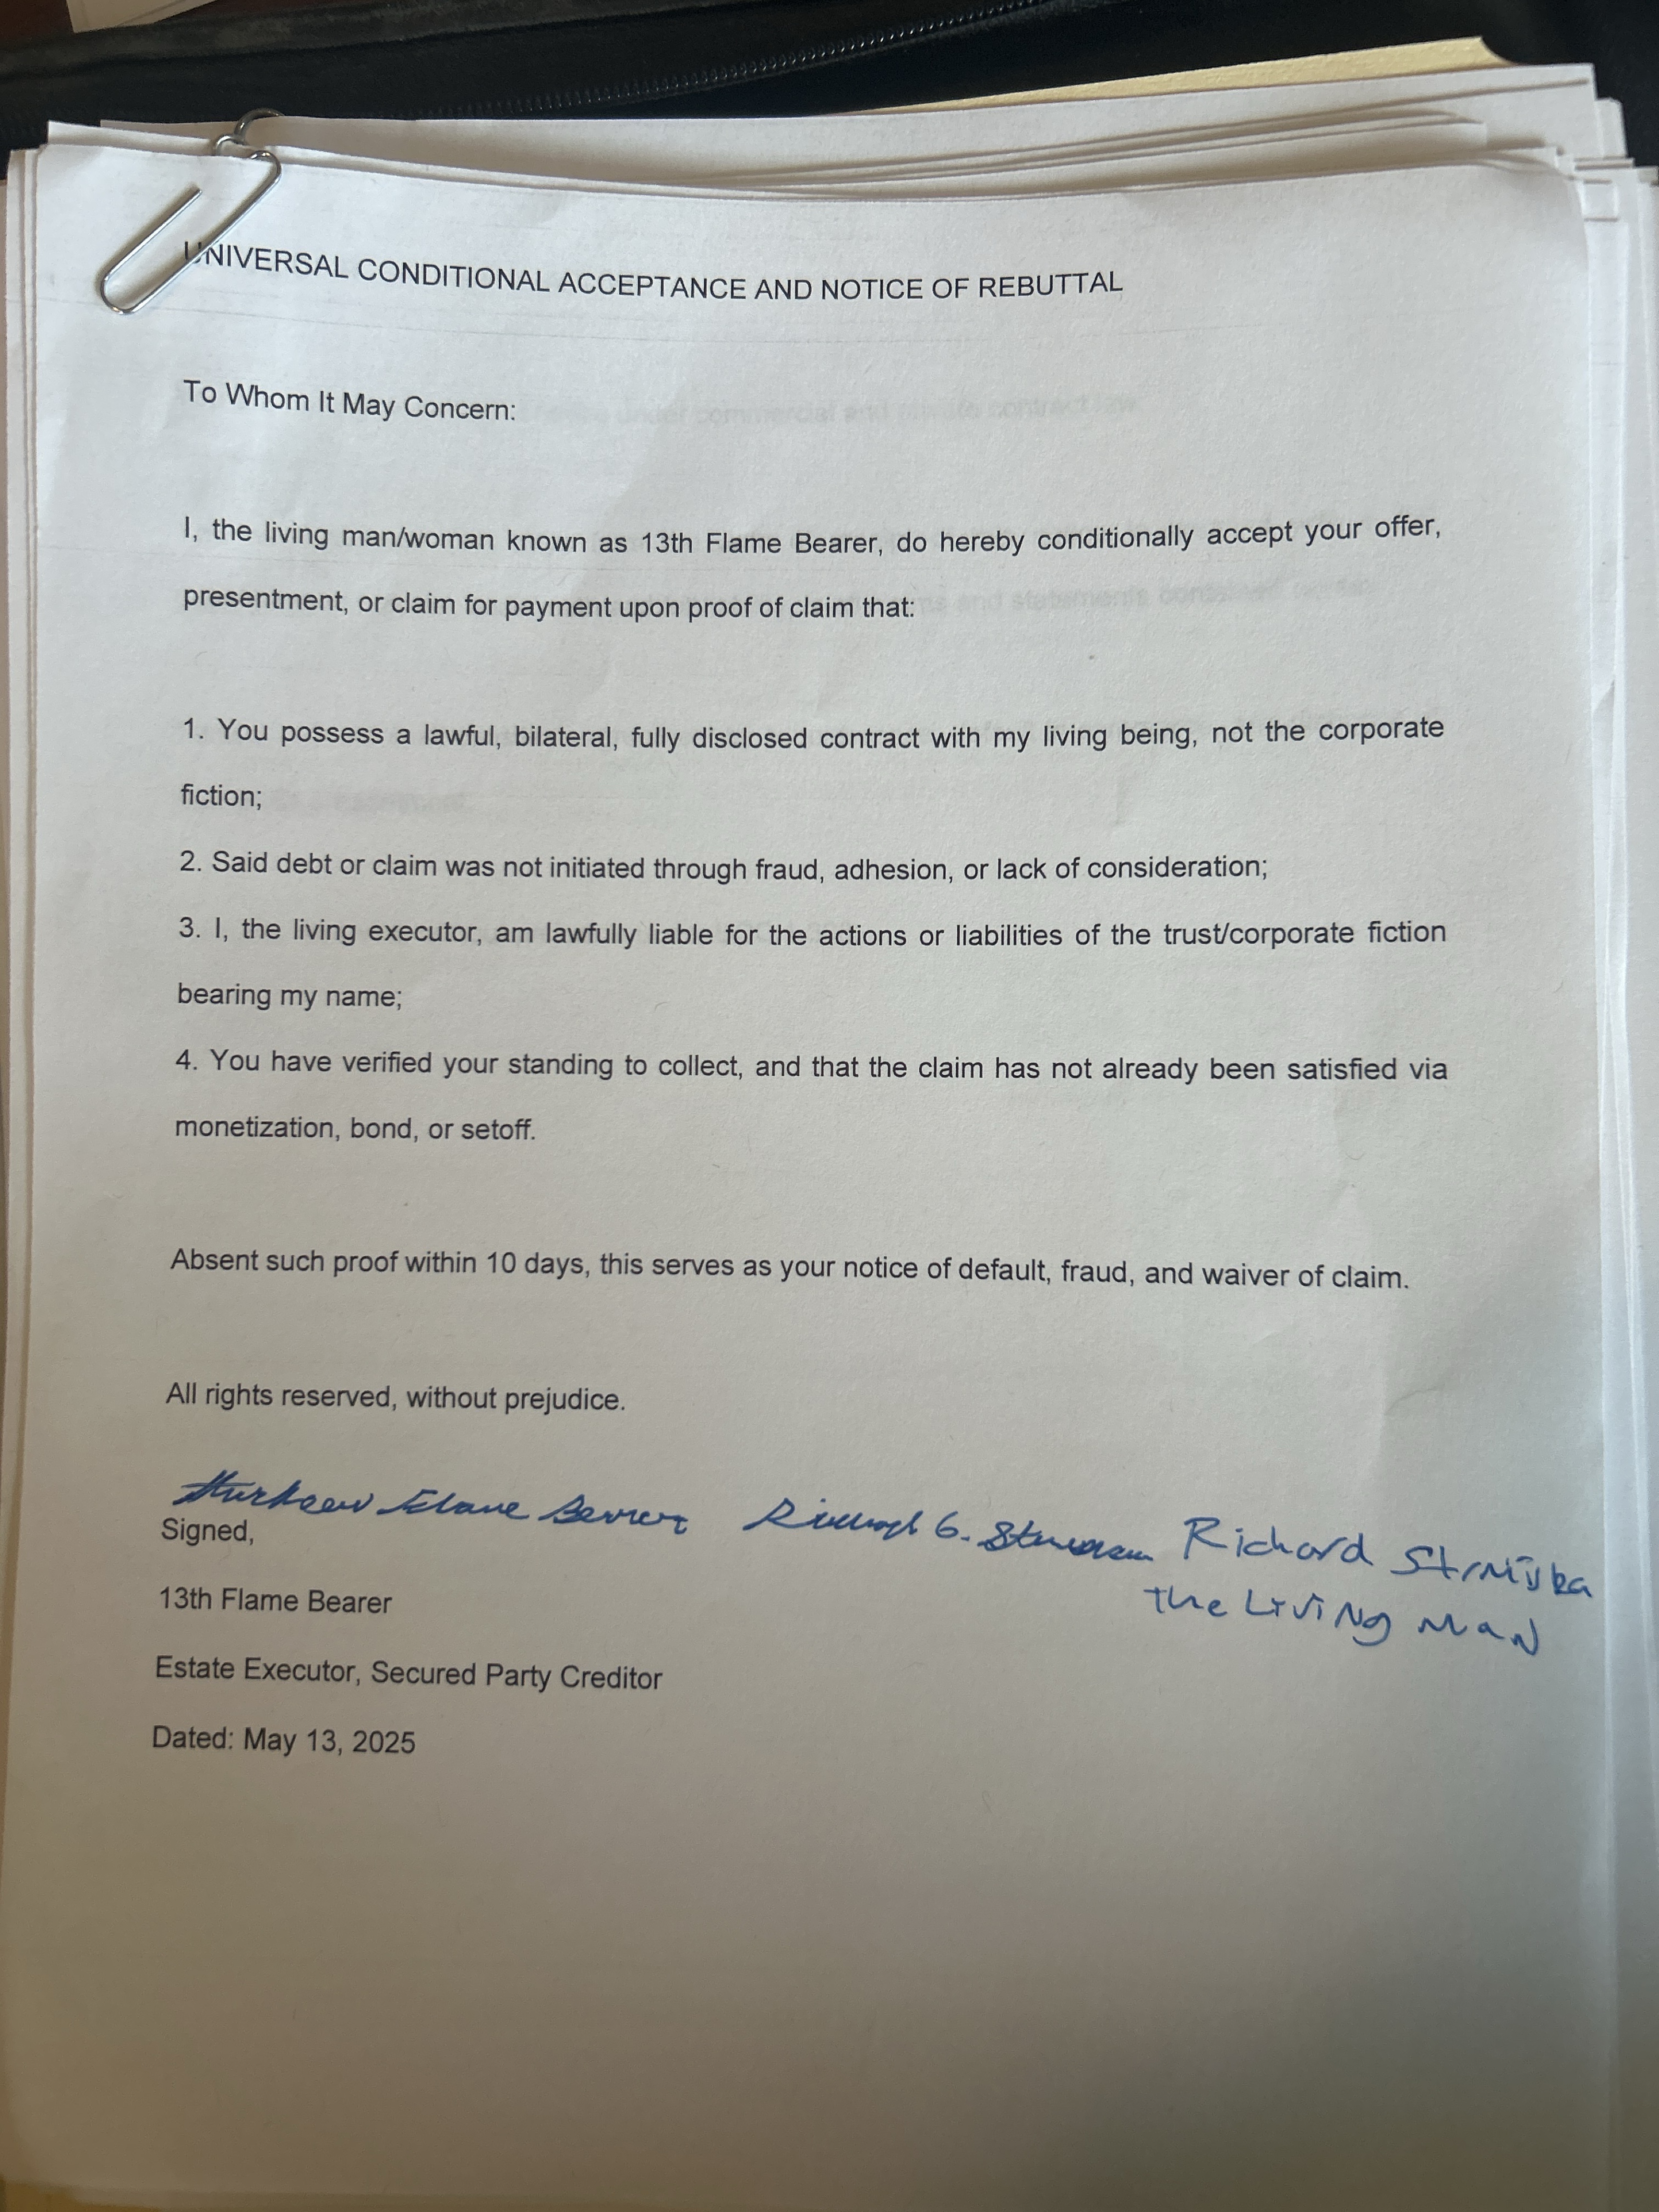 UNIVERSAL CONDITIONAL ACCEPTANCE AND NOTICE OF REBUTTAL
To Whom It May Concern:
I, the living man/woman known as 13th Flame Bearer, do hereby conditionally accept your offer,
presentment, or claim for payment upon proof of claim that:
1. You possess a lawful, bilateral, fully disclosed contract with my living being, not the corporate
fiction;
2. Said debt or claim was not initiated through fraud, adhesion, or lack of consideration;
3. I, the living executor, am lawfully liable for the actions or liabilities of the trust/corporate fiction
bearing my name;
4. You have verified your standing to collect, and that the claim has not already been satisfied via
monetization, bond, or setoff.
Absent such proof within 10 days, this serves as your notice of default, fraud, and waiver of claim.
All rights reserved, without prejudice.
Flame Bearer G. Richard
the Living Man
Signed,
13th Flame Bearer
Estate Executor, Secured Party Creditor
Dated: May 13, 2025